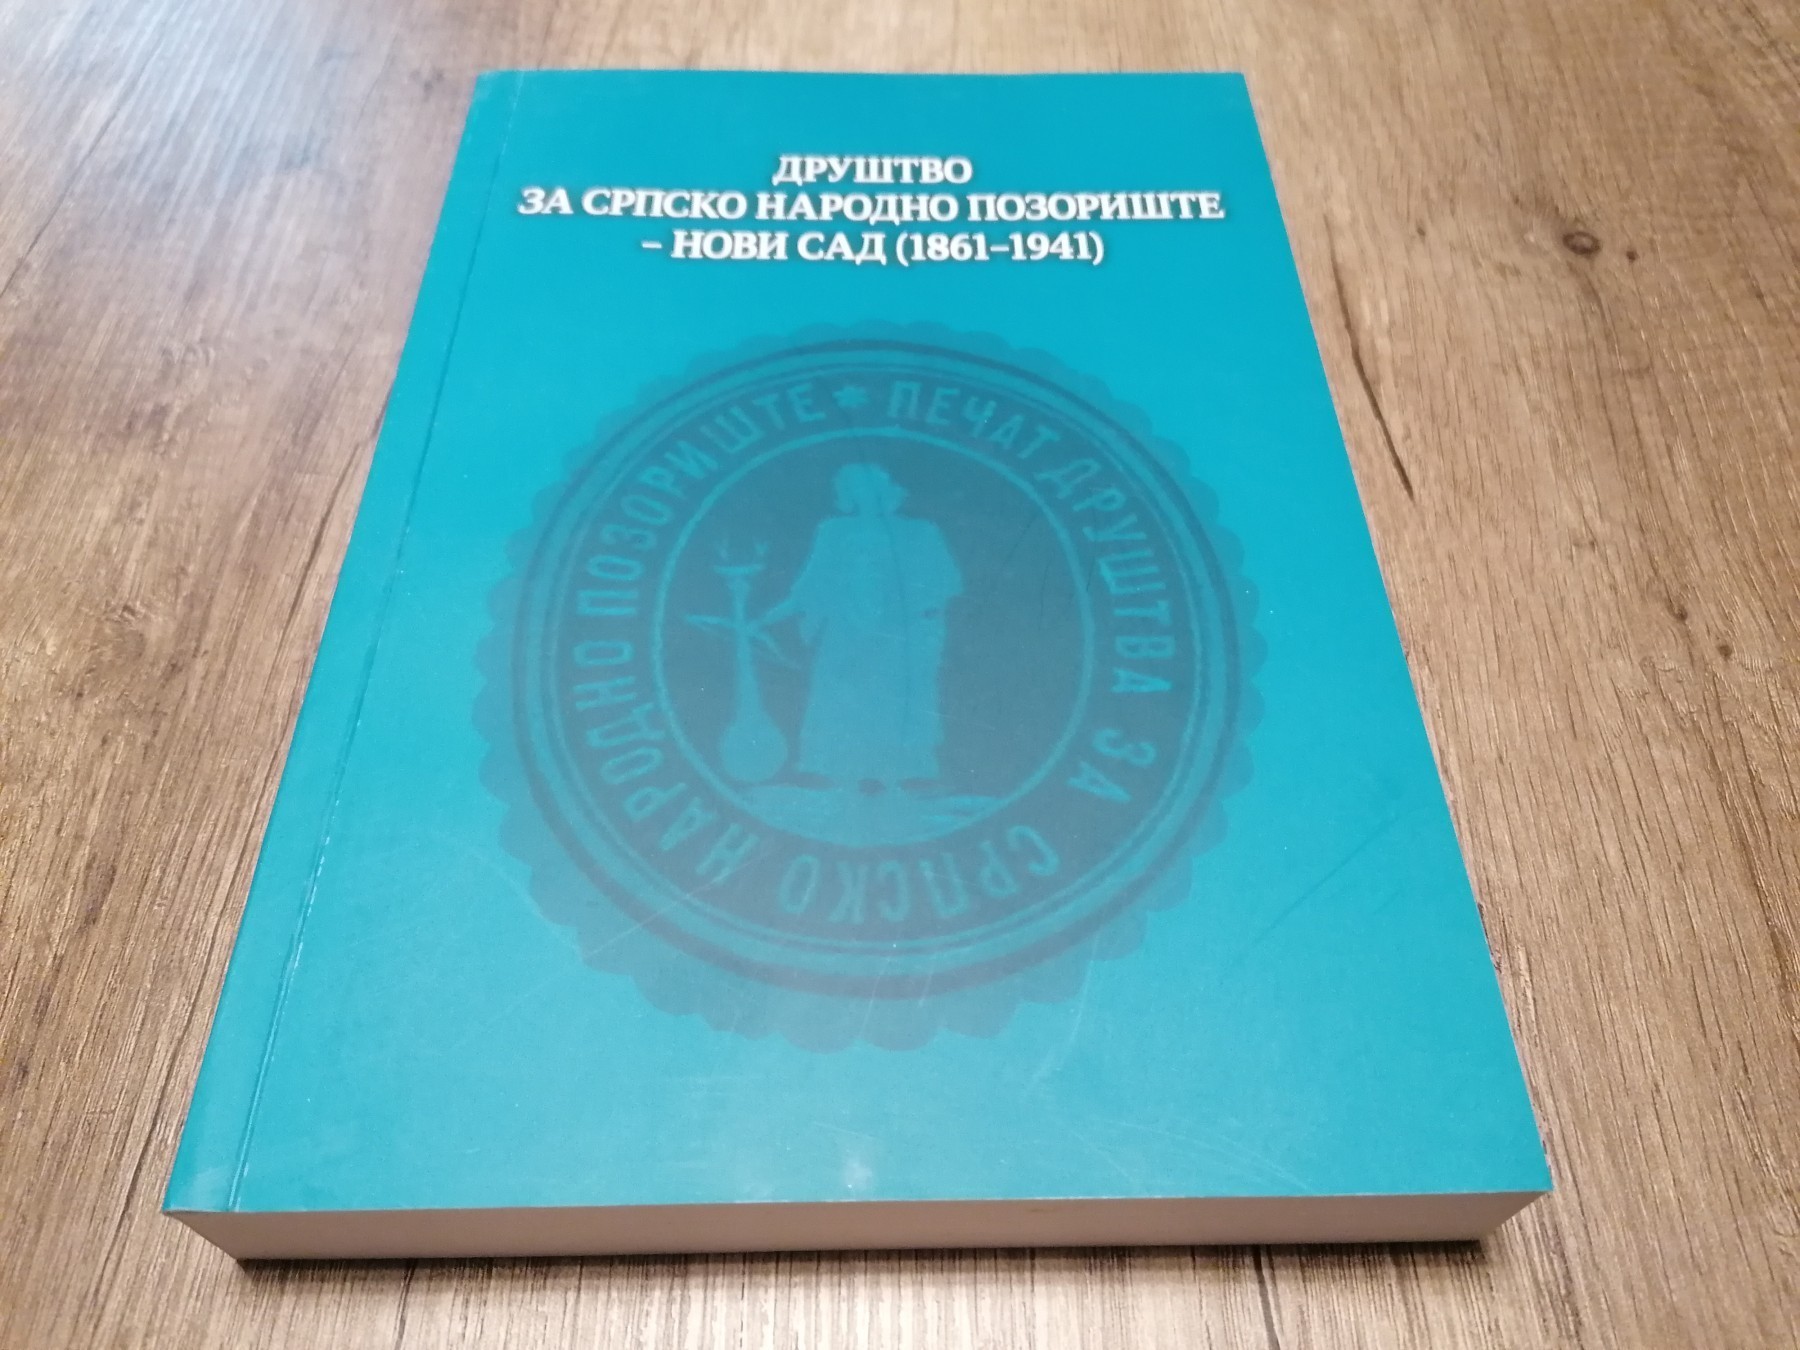 ДРУШТВО
ЗА СРПСКО НАРОДНО ПОЗОРИШТЕ
– НОВИ САД (1861–1941)
* ПЕЧАТ ДРУШТВА ЗА СРПСКО НАРОДНО ПОЗОРИШТЕ